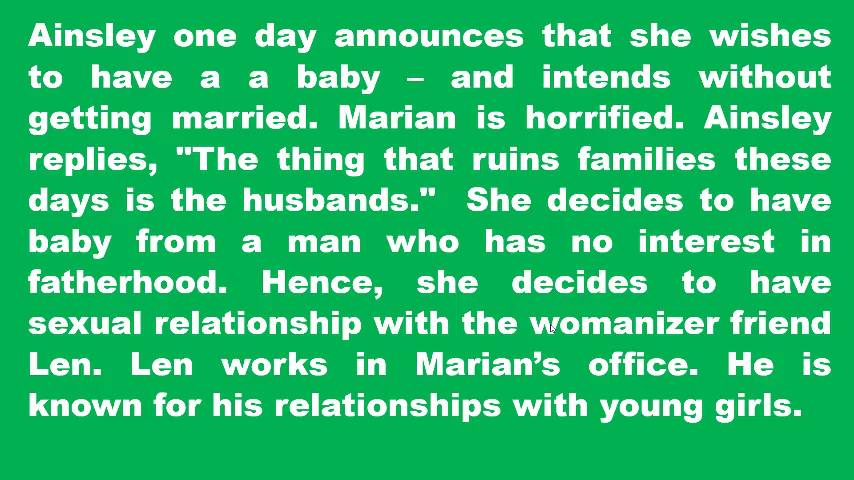 Ainsley one day announces that she wishes
to have a a baby – and intends without
getting married. Marian is horrified. Ainsley
replies, "The thing that ruins families these
days is the husbands."  She decides to have
baby from a man who has no interest in
fatherhood. Hence, she decides to have
sexual relationship with the womanizer friend
Len. Len works in Marian’s office. He is
known for his relationships with young girls.